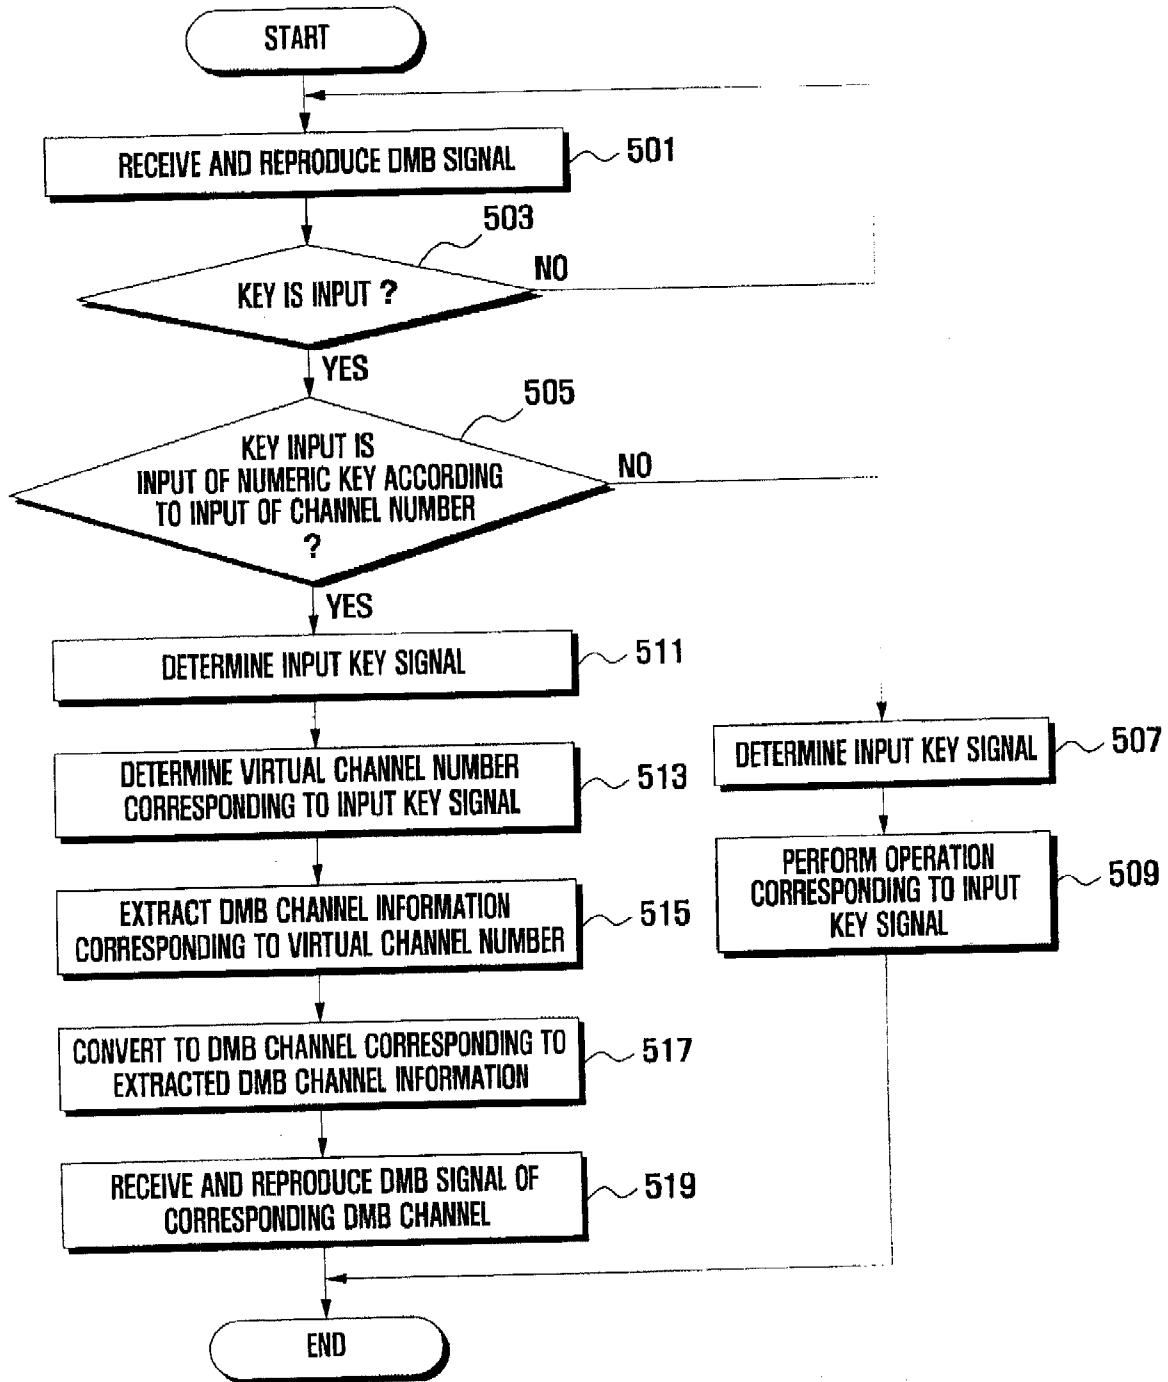 START
RECEIVE AND REPRODUCE DMB SIGNAL
501
503
KEY IS INPUT ?
NO
YES
505
KEY INPUT IS
INPUT OF NUMERIC KEY ACCORDING
TO INPUT OF CHANNEL NUMBER
?
NO
YES
DETERMINE INPUT KEY SIGNAL
511
DETERMINE VIRTUAL CHANNEL NUMBER
CORRESPONDING TO INPUT KEY SIGNAL
513
EXTRACT DMB CHANNEL INFORMATION
CORRESPONDING TO VIRTUAL CHANNEL NUMBER
515
CONVERT TO DMB CHANNEL CORRESPONDING TO
EXTRACTED DMB CHANNEL INFORMATION
517
RECEIVE AND REPRODUCE DMB SIGNAL OF
CORRESPONDING DMB CHANNEL
519
DETERMINE INPUT KEY SIGNAL
507
PERFORM OPERATION
CORRESPONDING TO INPUT
KEY SIGNAL
509
END